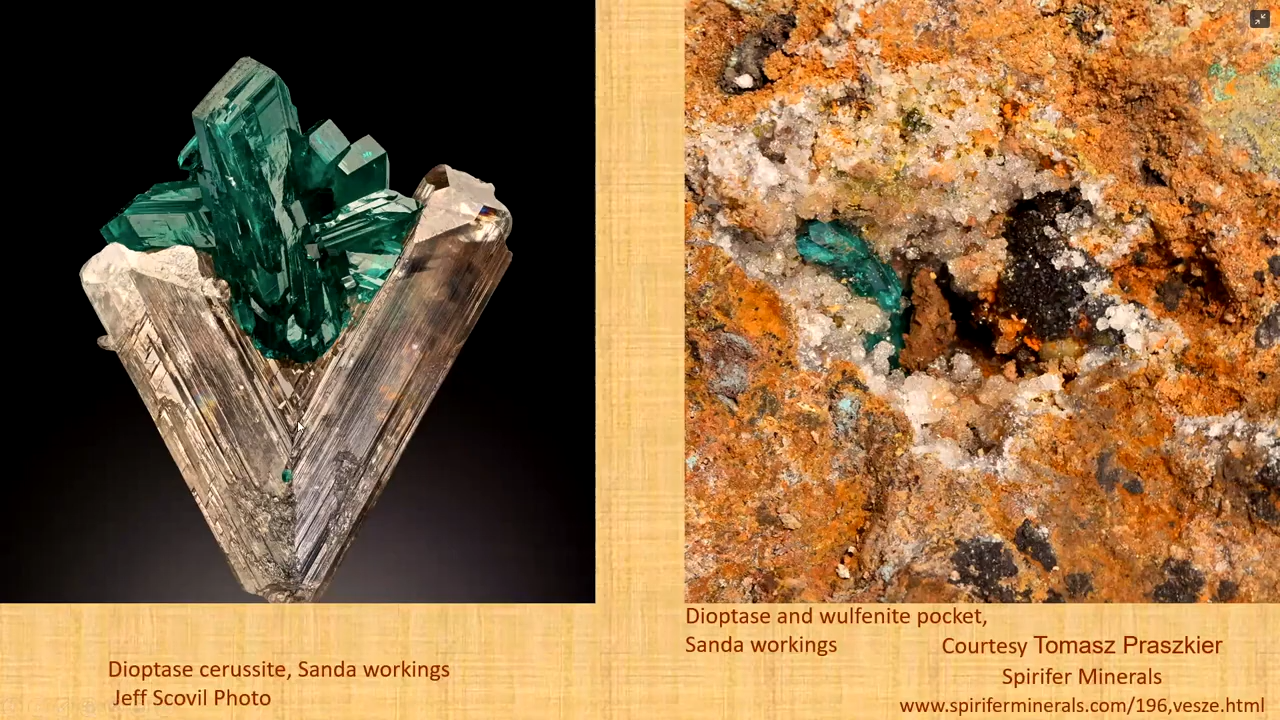 Dioptase cerussite, Sanda workings
Jeff Scovil Photo
Dioptase and wulfenite pocket,
Sanda workings
Courtesy Tomasz Praszkier
Spirifer Minerals
www.spiriferminerals.com/196,vesze.html